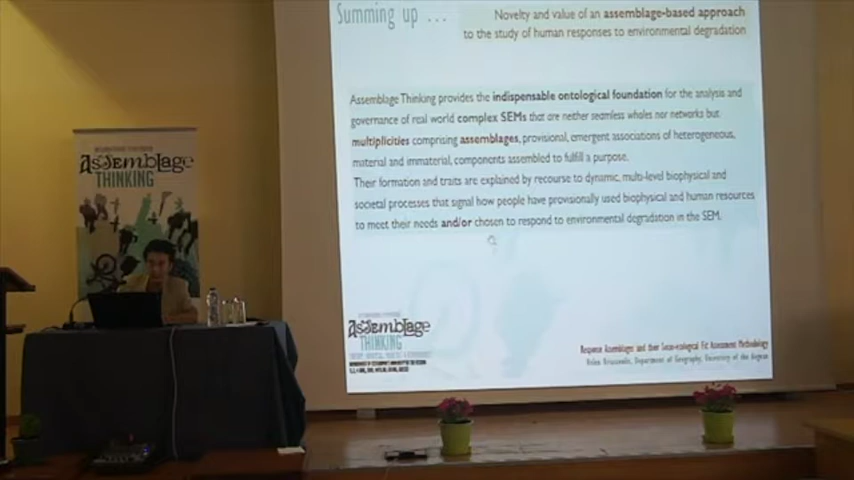 Summing up ...
Novelty and value of an assemblage-based approach
to the study of human responses to environmental degradation
Assemblage Thinking provides the indispensable ontological foundation for the analysis and
governance of real world complex SEMs that are neither seamless wholes nor networks but
multiplicities comprising assemblages, provisional, emergent associations of heterogeneous,
material and immaterial, components assembled to fulfill a purpose.
Their formation and traits are explained by recourse to dynamic, multi-level biophysical and
societal processes that signal how people have provisionally used biophysical and human resources
to meet their needs and/or chosen to respond to environmental degradation in the SEM.
ASSEMBLAGE
THINKING
ASSEMBLAGE
THINKING
Response Assemblages and their Socio-ecological Fit Assessment Methodology
Department of Geography, University of the Aegean